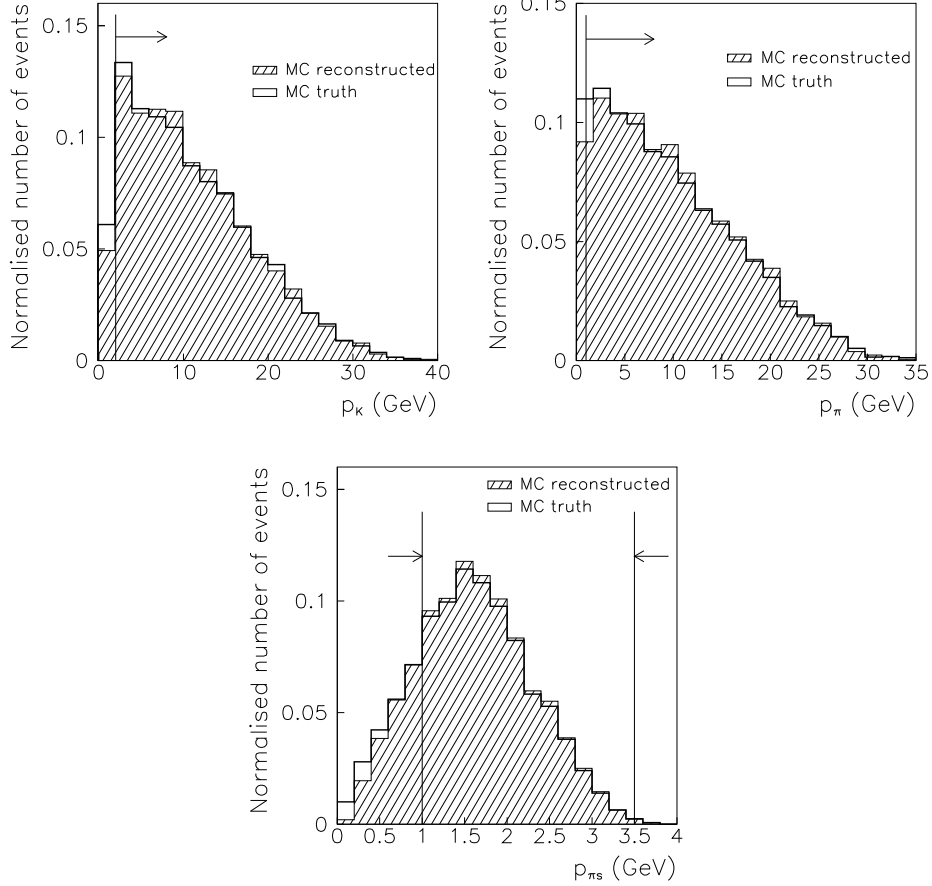 Normalised number of events
0.15
0.1
0.05
0
MC reconstructed
MC truth
0 10 20 30 40
p_K (GeV)
Normalised number of events
0.15
0.1
0.05
0
MC reconstructed
MC truth
0 5 10 15 20 25 30 35
p_π (GeV)
Normalised number of events
0.15
0.1
0.05
0
MC reconstructed
MC truth
0 0.5 1 1.5 2 2.5 3 3.5 4
p_πs (GeV)